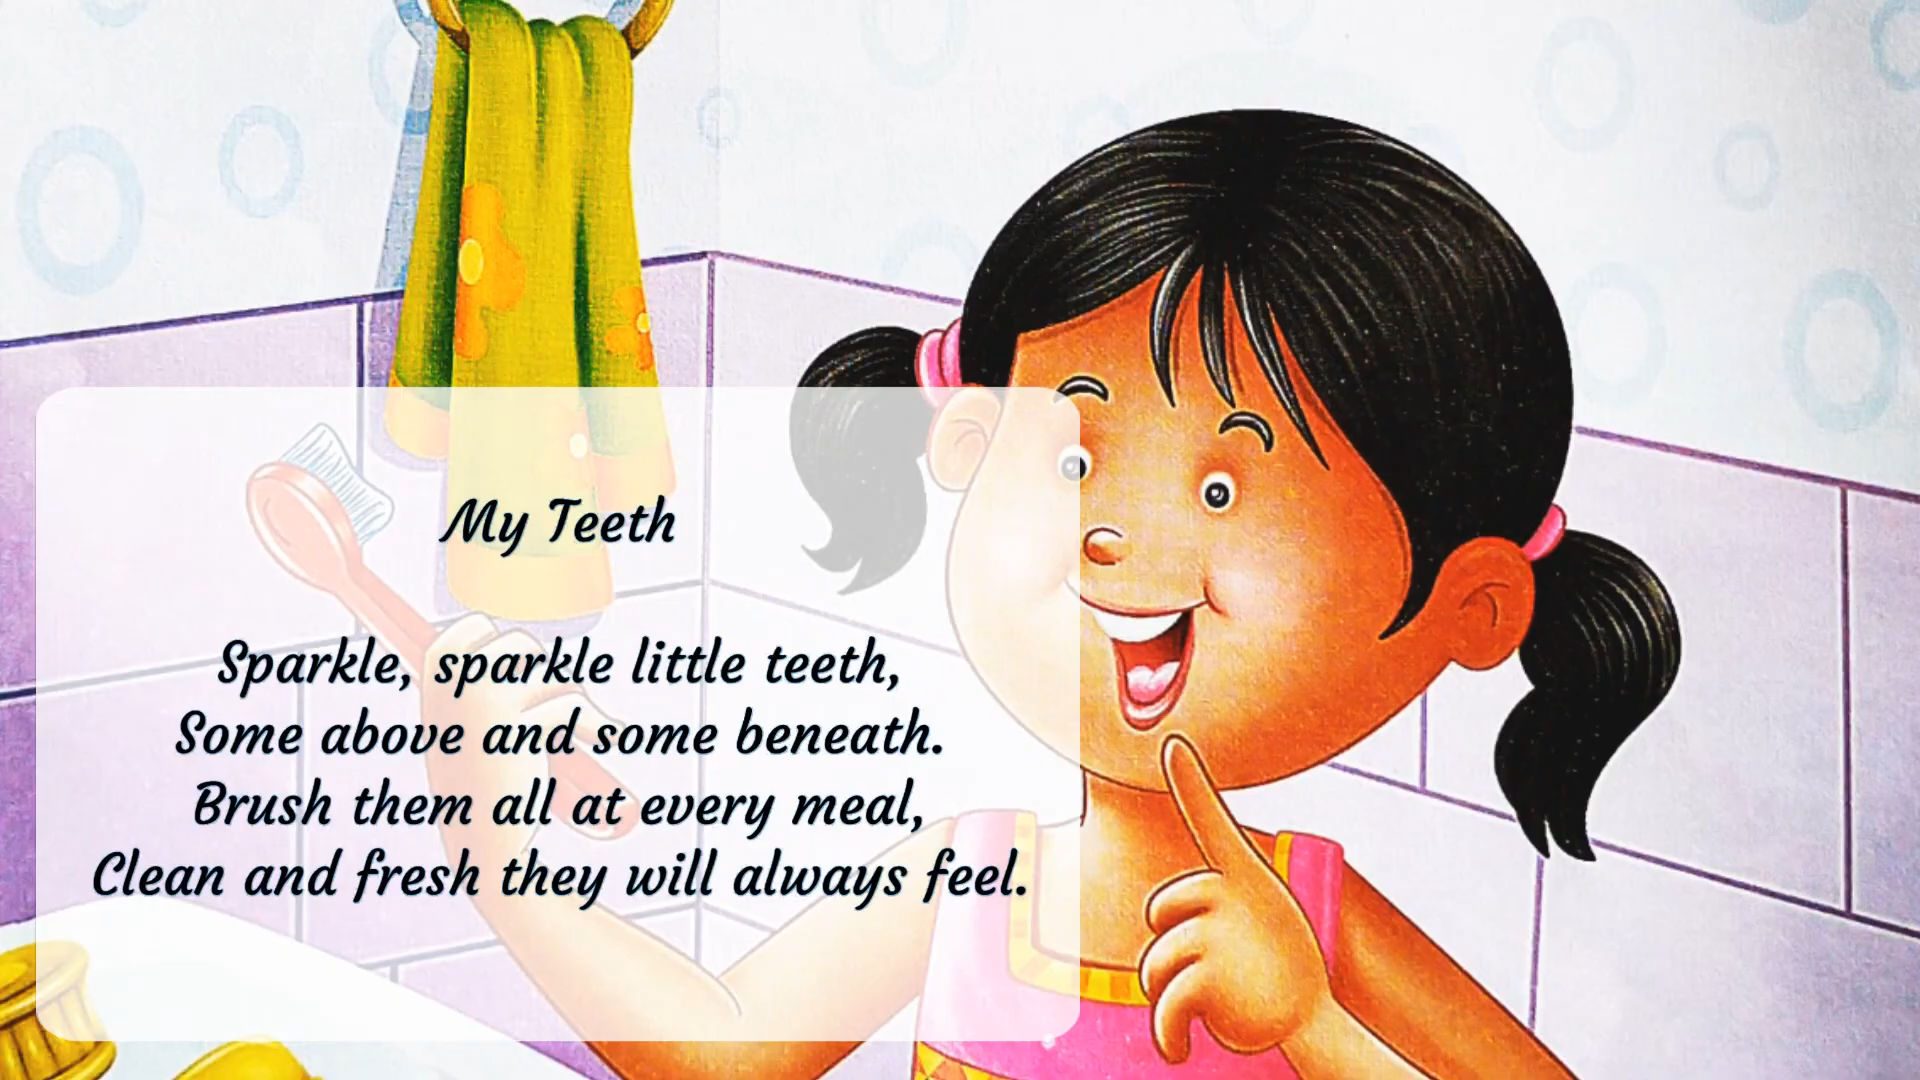 My Teeth
Sparkle, sparkle little teeth,
Some above and some beneath.
Brush them all at every meal,
Clean and fresh they will always feel.